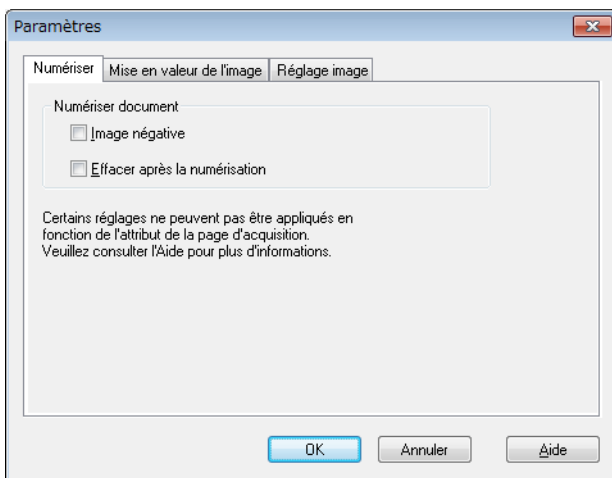 Paramètres
Numériser Mise en valeur de l'image Réglage image
Numériser document
Image négative
Effacer après la numérisation
Certains réglages ne peuvent pas être appliqués en
fonction de l'attribut de la page d'acquisition.
Veuillez consulter l'Aide pour plus d'informations.
OK Annuler Aide